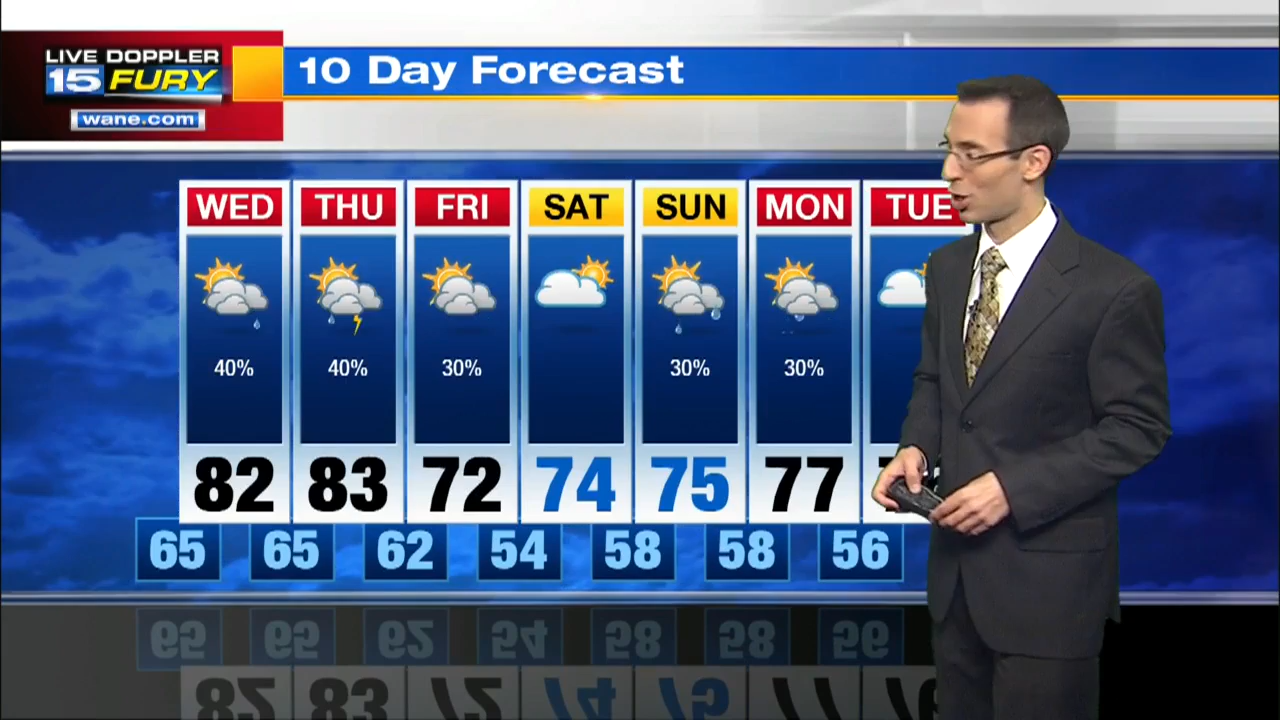 LIVE DOPPLER
15 FURY
wane.com
10 Day Forecast
WED THU FRI SAT SUN MON TUE
40% 40% 30% 30% 30%
82 83 72 74 75 77
65 65 62 54 58 58 56